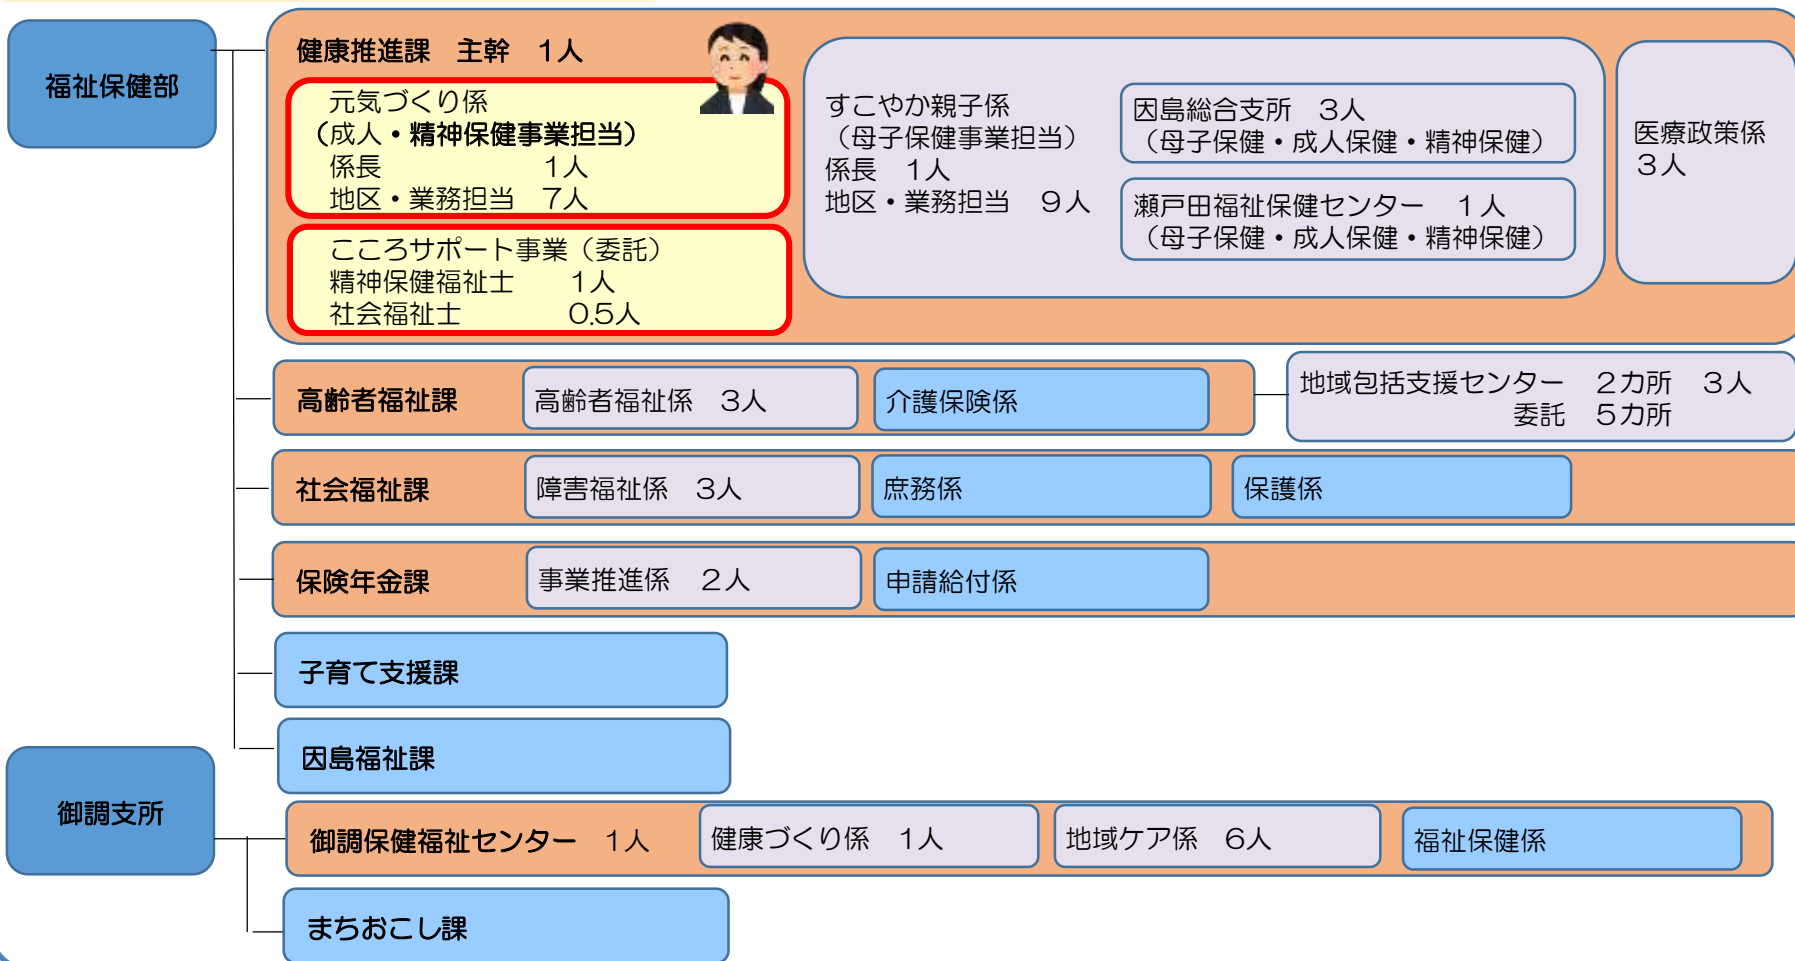 福祉保健部
健康推進課　主幹　1人
元気づくり係
（成人・精神保健事業担当）
係長　1人
地区・業務担当　7人
こころサポート事業（委託）
精神保健福祉士　1人
社会福祉士　0.5人
すこやか親子係
（母子保健事業担当）
係長　1人
地区・業務担当　９人
因島総合支所　3人
（母子保健・成人保健・精神保健）
瀬戸田福祉保健センター　１人
（母子保健・成人保健・精神保健）
医療政策係
３人
高齢者福祉課
高齢者福祉係　3人
介護保険係
地域包括支援センター　２カ所　３人
委託　５カ所
社会福祉課
障害福祉係　3人
庶務係
保護係
保険年金課
事業推進係　２人
申請給付係
子育て支援課
因島福祉課
御調支所
御調保健福祉センター　1人
健康づくり係　1人
地域ケア係　6人
福祉保健係
まちおこし課